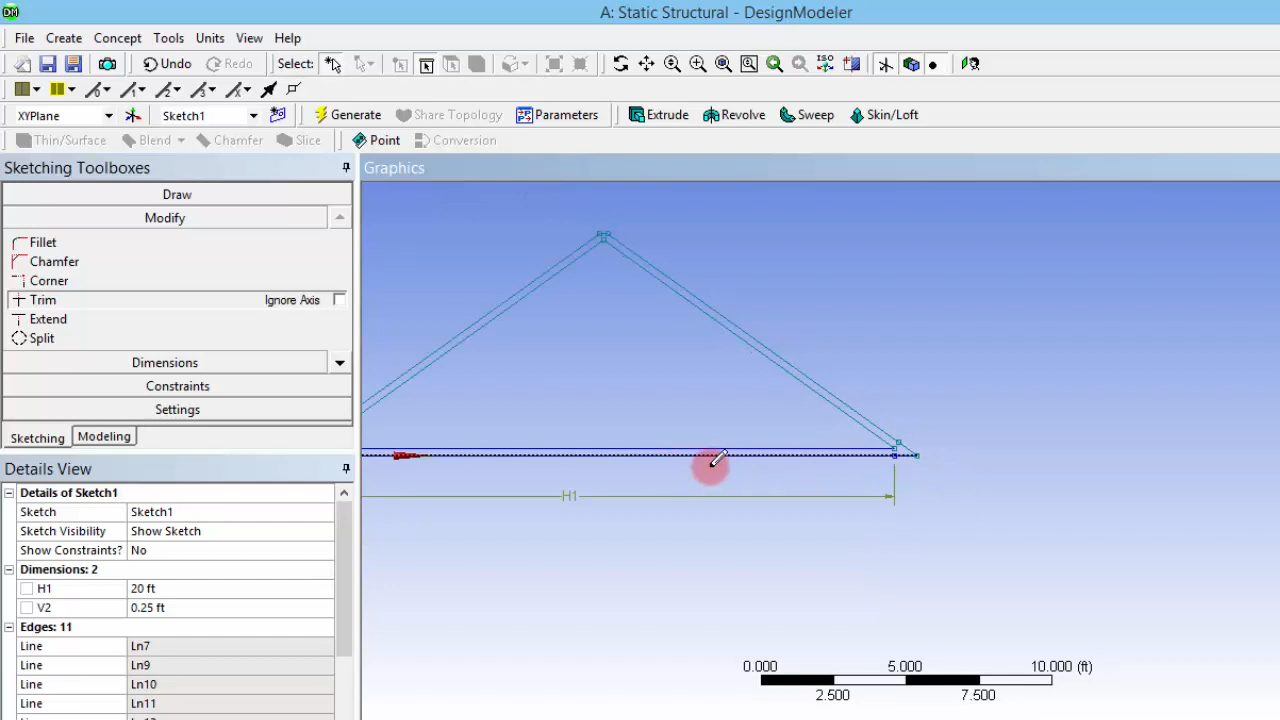 DM A: Static Structural - DesignModeler
File Create Concept Tools Units View Help
Undo Redo Select: ISO
XYPlane Sketch1 Generate Share Topology Parameters Extrude Revolve Sweep Skin/Loft
Thin/Surface Blend Chamfer Slice Point Conversion
Sketching Toolboxes
Graphics
Draw
Modify
Fillet
Chamfer
Corner
Trim Ignore Axis
Extend
Split
Dimensions
Constraints
Settings
Sketching Modeling
Details View
Details of Sketch1
Sketch Sketch1
Sketch Visibility Show Sketch
Show Constraints? No
Dimensions: 2
H1 20 ft
V2 0.25 ft
Edges: 11
Line Ln7
Line Ln9
Line Ln10
Line Ln11
H1
0.000 5.000 10.000 (ft)
2.500 7.500